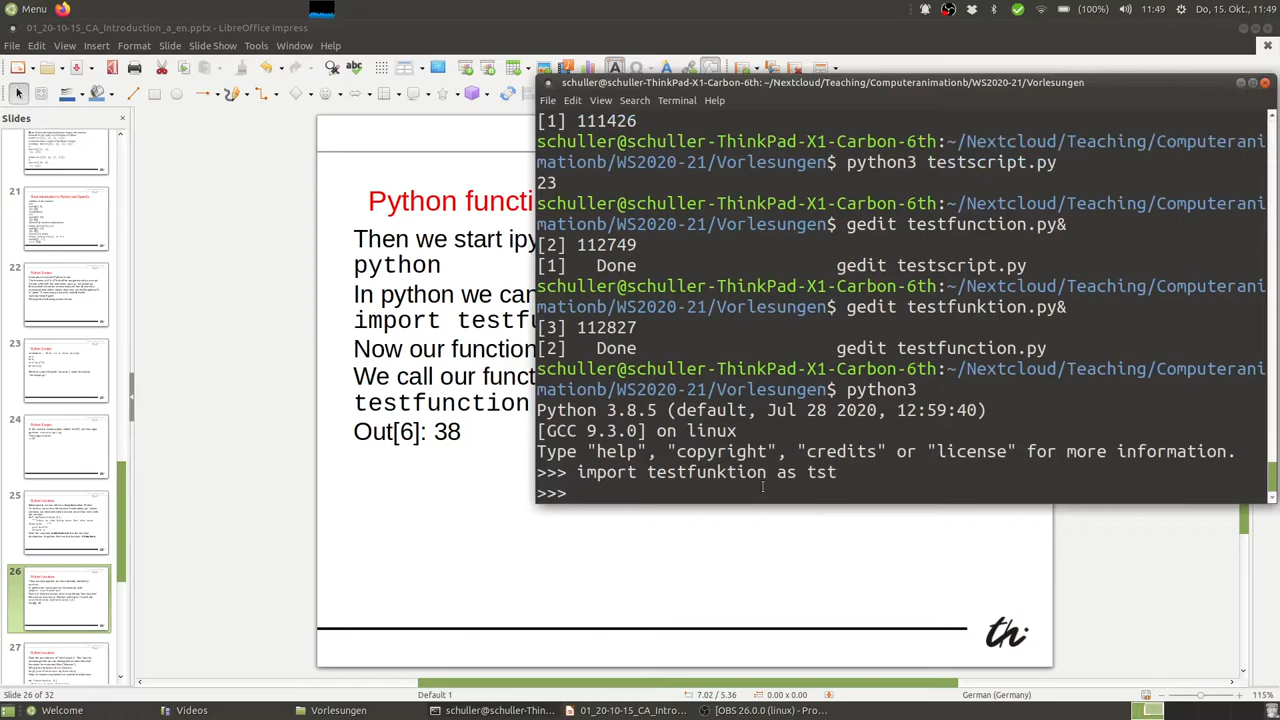 Menu
(100%)
11:49
Do, 15. Okt., 11:49
01_20-10-15_CA_Introduction_a_en.pptx - LibreOffice Impress
File Edit View Insert Format Slide Slide Show Tools Window Help
Slides
21
22
23
24
25
26
27
Python functi
Then we start ipy
python
In python we can
import testfu
Now our function
We call our funct
testfunction
Out[6]: 38
schuller@schuller-ThinkPad-X1-Carbon-6th: ~/Nextcloud/Teaching/Computeranimationb/WS2020-21/Vorlesungen
File Edit View Search Terminal Help
[1] 111426
schuller@schuller-ThinkPad-X1-Carbon-6th:~/Nextcloud/Teaching/Computerani
mationb/WS2020-21/Vorlesungen$ python3 testscript.py
23
schuller@schuller-ThinkPad-X1-Carbon-6th:~/Nextcloud/Teaching/Computerani
mationb/WS2020-21/Vorlesungen$ gedit testfunction.py&
[2] 112749
[1] Done gedit testscript.py
schuller@schuller-ThinkPad-X1-Carbon-6th:~/Nextcloud/Teaching/Computerani
mationb/WS2020-21/Vorlesungen$ gedit testfunktion.py&
[3] 112827
[2] Done gedit testfunction.py
schuller@schuller-ThinkPad-X1-Carbon-6th:~/Nextcloud/Teaching/Computerani
mationb/WS2020-21/Vorlesungen$ python3
Python 3.8.5 (default, Jul 28 2020, 12:59:40)
[GCC 9.3.0] on linux
Type "help", "copyright", "credits" or "license" for more information.
>>> import testfunktion as tst
>>>
th
Slide 26 of 32
Default 1
7.02 / 5.36
0.00 x 0.00
German (Germany)
Welcome
Videos
Vorlesungen
schuller@schuller-Thin...
01_20-10-15_CA_Intro...
[OBS 26.0.0 (linux) - Pro...